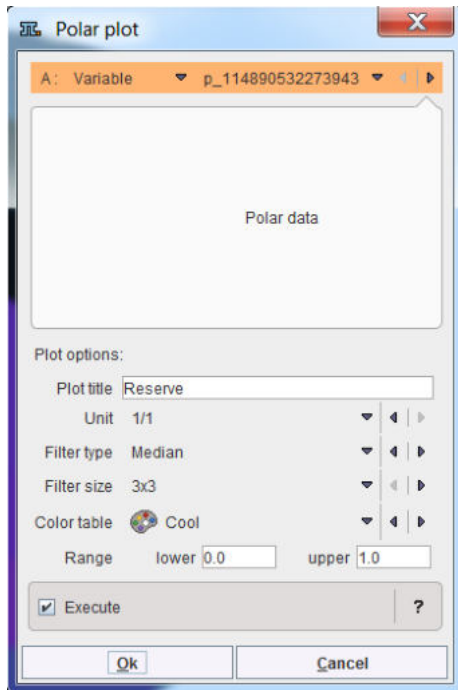 Polar plot
A: Variable p_114890532273943
Polar data
Plot options:
Plot title Reserve
Unit 1/1
Filter type Median
Filter size 3x3
Color table Cool
Range lower 0.0 upper 1.0
Execute ?
Ok Cancel